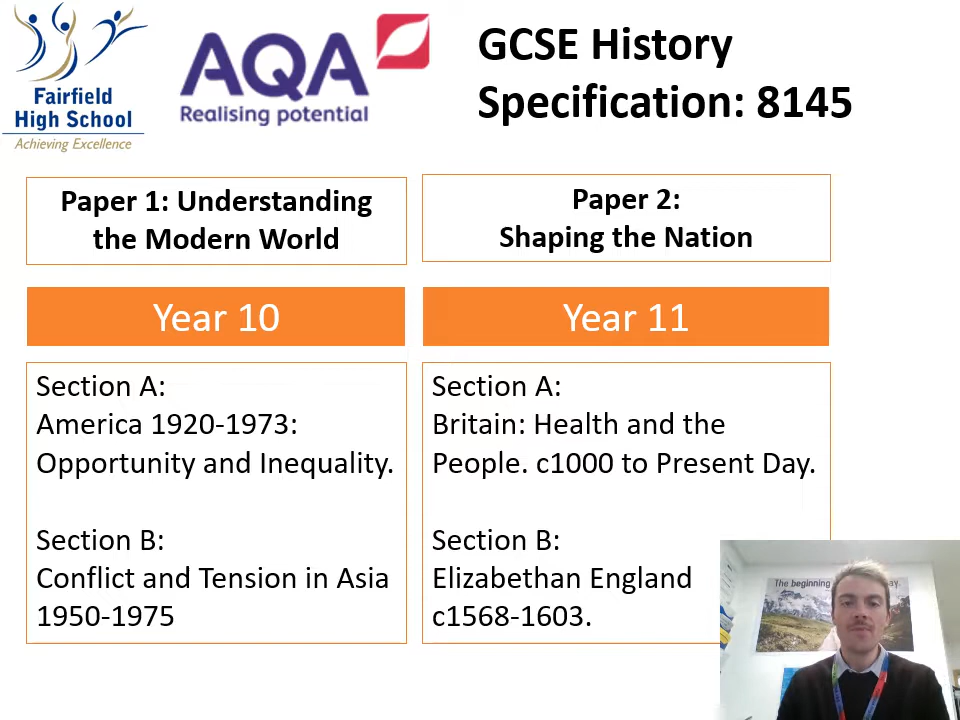 Fairfield
High School
Achieving Excellence
AQA
Realising potential
GCSE History
Specification: 8145
Paper 1: Understanding
the Modern World
Paper 2:
Shaping the Nation
Year 10
Year 11
Section A:
America 1920-1973:
Opportunity and Inequality.
Section B:
Conflict and Tension in Asia
1950-1975
Section A:
Britain: Health and the
People. c1000 to Present Day.
Section B:
Elizabethan England
c1568-1603.
The beginning